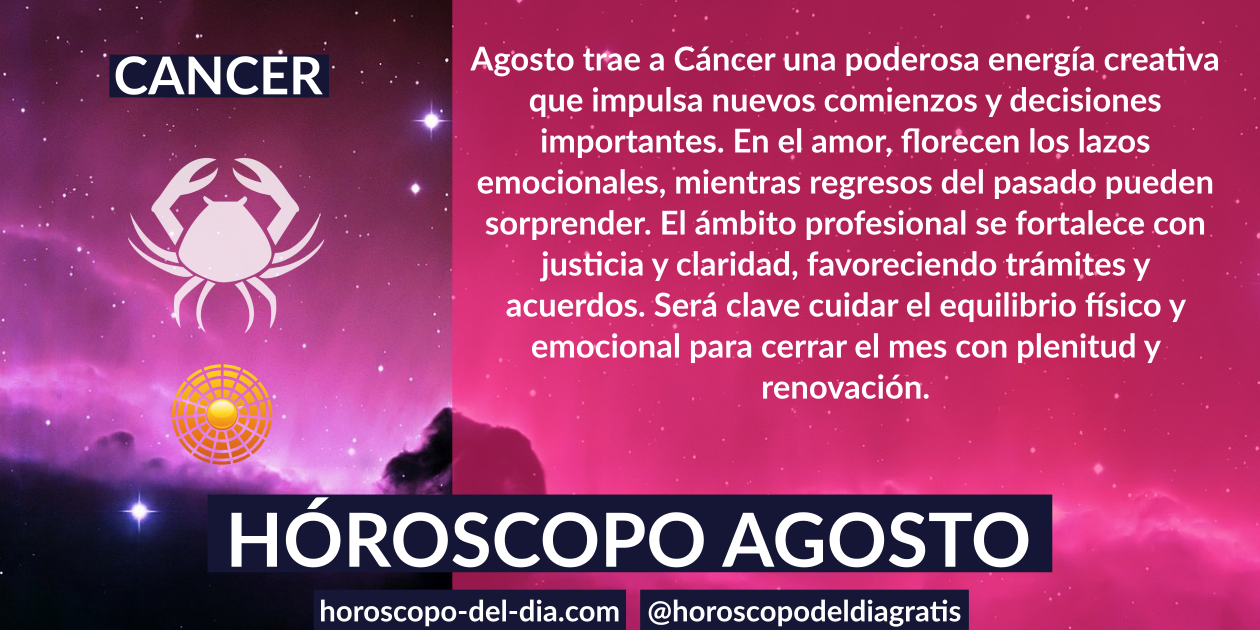 CANCER
Agosto trae a Cáncer una poderosa energía creativa
que impulsa nuevos comienzos y decisiones
importantes. En el amor, florecen los lazos
emocionales, mientras regresos del pasado pueden
sorprender. El ámbito profesional se fortalece con
justicia y claridad, favoreciendo trámites y
acuerdos. Será clave cuidar el equilibrio físico y
emocional para cerrar el mes con plenitud y
renovación.
HÓROSCOPO AGOSTO
horoscopo-del-dia.com
@horoscopodeldiagratis